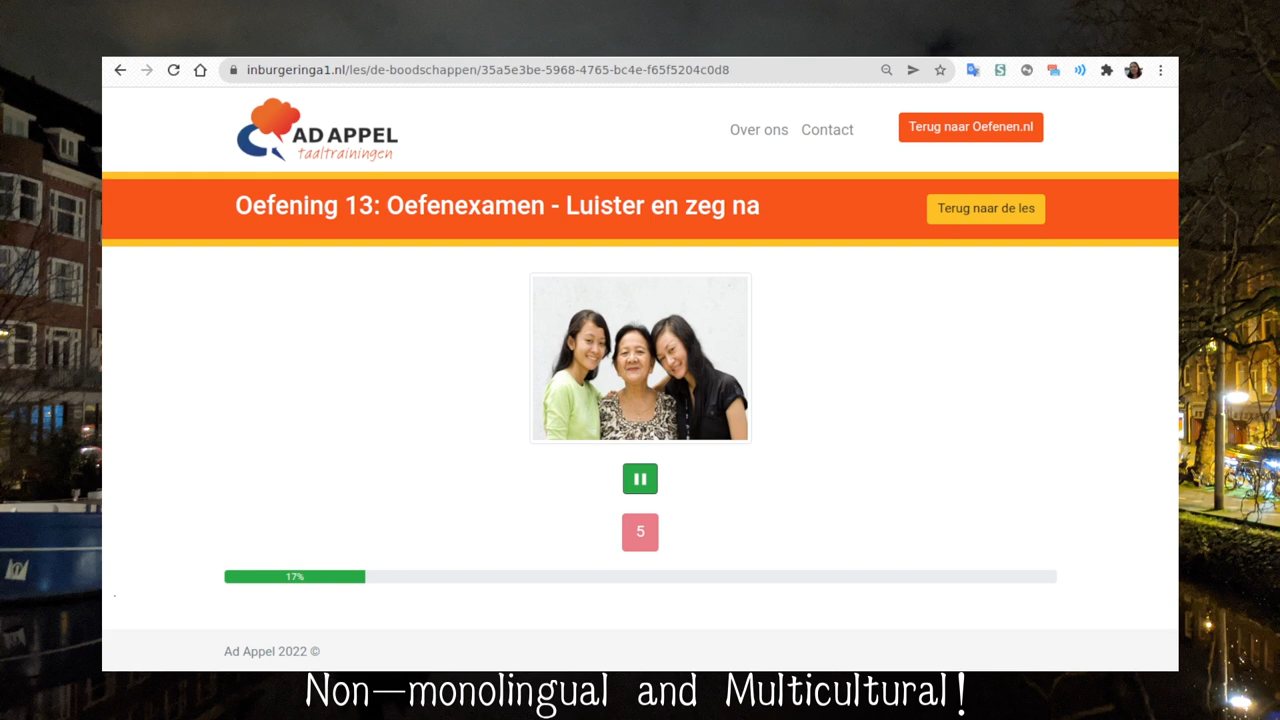 inburgeringa1.nl/les/de-boodschappen/35a5e3be-5968-4765-bc4e-f65f5204c0d8
AD APPEL
taaltrainingen
Over ons
Contact
Terug naar Oefenen.nl
Oefening 13: Oefenexamen - Luister en zeg na
Terug naar de les
5
17%
Ad Appel 2022 ©
Non—monolingual and Multicultural!